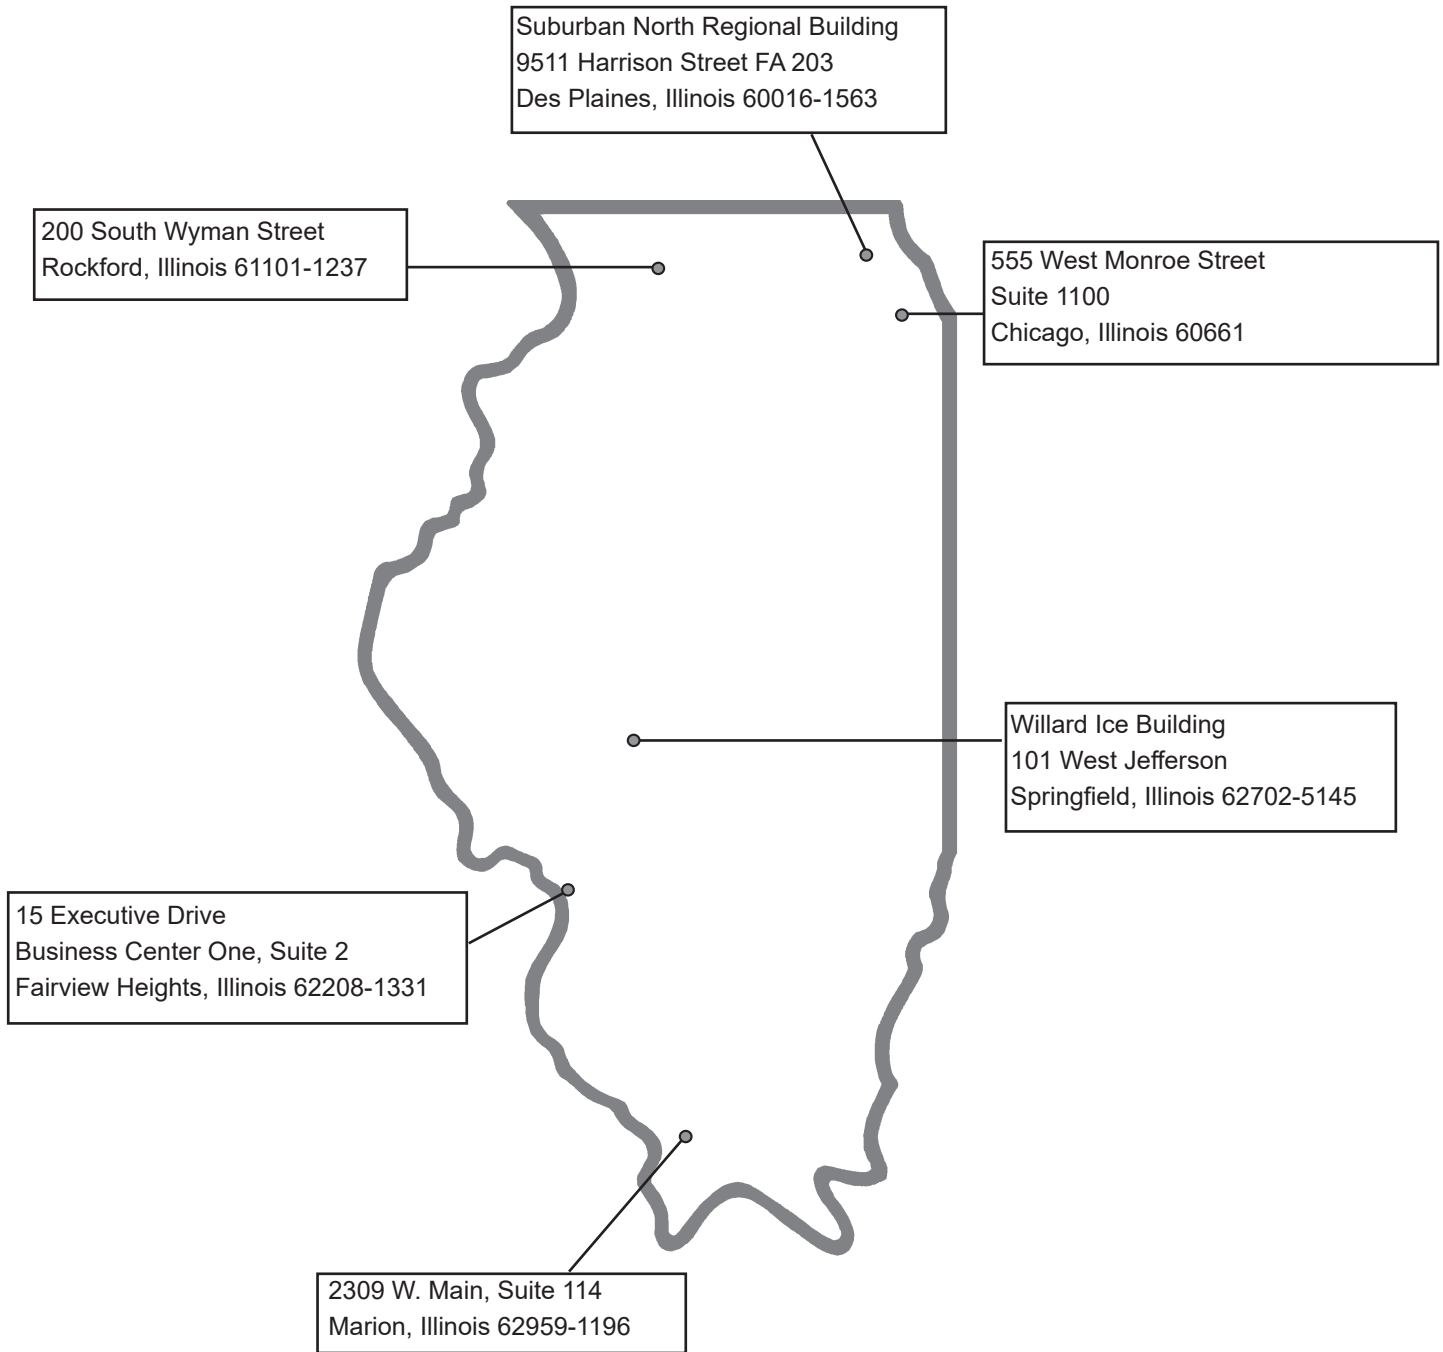 Suburban North Regional Building
9511 Harrison Street FA 203
Des Plaines, Illinois 60016-1563
200 South Wyman Street
Rockford, Illinois 61101-1237
555 West Monroe Street
Suite 1100
Chicago, Illinois 60661
Willard Ice Building
101 West Jefferson
Springfield, Illinois 62702-5145
15 Executive Drive
Business Center One, Suite 2
Fairview Heights, Illinois 62208-1331
2309 W. Main, Suite 114
Marion, Illinois 62959-1196